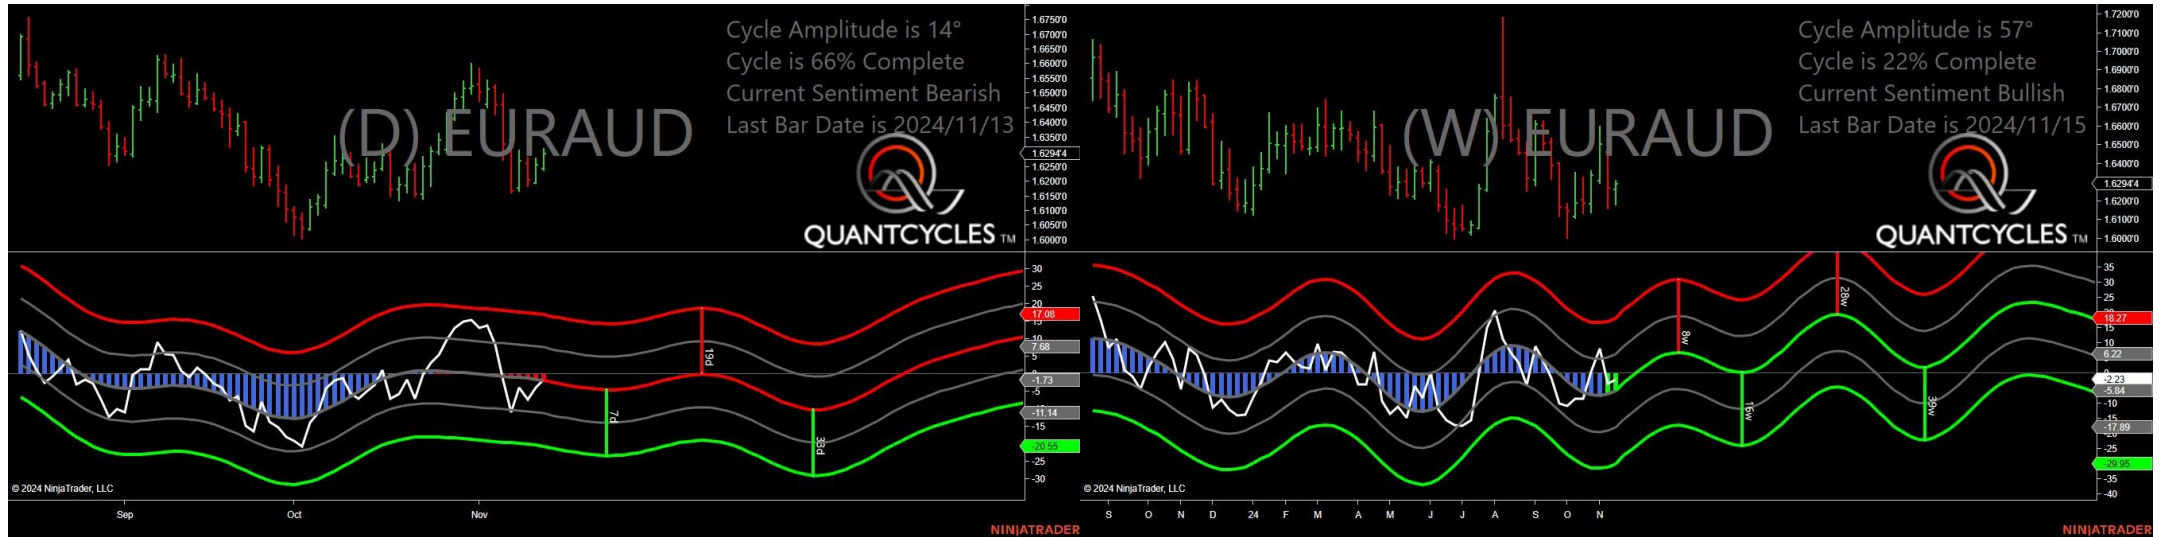 Cycle Amplitude is 14°
Cycle is 66% Complete
Current Sentiment Bearish
Last Bar Date is 2024/11/13
(D) EURAUD
QUANTCYCLES TM
1.6750'0
1.6700'0
1.6650'0
1.6600'0
1.6550'0
1.6500'0
1.6450'0
1.6400'0
1.6350'0
1.6294'4
1.6250'0
1.6200'0
1.6150'0
1.6100'0
1.6050'0
1.6000'0
30
25
20
17.08
15
10
7.68
5
-1.73
-5
-11.14
-15
-20.55
-25
-30
7d
19d
33d
© 2024 NinjaTrader, LLC
Sep Oct Nov
NINJATRADER
Cycle Amplitude is 57°
Cycle is 22% Complete
Current Sentiment Bullish
Last Bar Date is 2024/11/15
(W) EURAUD
QUANTCYCLES TM
1.7200'0
1.7100'0
1.7000'0
1.6900'0
1.6800'0
1.6700'0
1.6600'0
1.6500'0
1.6400'0
1.6294'4
1.6200'0
1.6100'0
1.6000'0
35
30
25
20
18.27
15
10
6.22
0
-2.23
-5.84
-10
-17.89
-20
-25
-29.95
-35
-40
8w
16w
28w
39w
© 2024 NinjaTrader, LLC
S O N D 24 F M A M J J A S O N
NINJATRADER